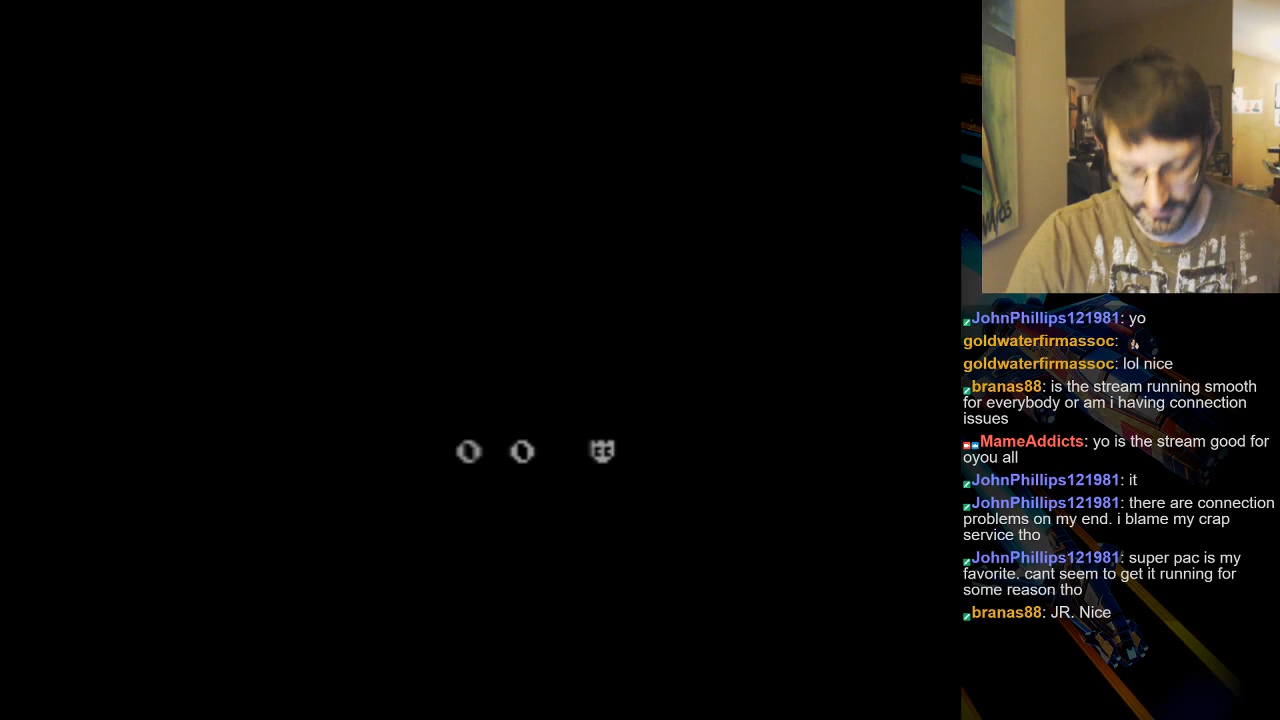 0 0
JohnPhillips121981: yo
goldwaterfirmassoc:
goldwaterfirmassoc: lol nice
branas88: is the stream running smooth
for everybody or am i having connection
issues
MameAddicts: yo is the stream good for
oyou all
JohnPhillips121981: it
JohnPhillips121981: there are connection
problems on my end. i blame my crap
service tho
JohnPhillips121981: super pac is my
favorite. cant seem to get it running for
some reason tho
branas88: JR. Nice